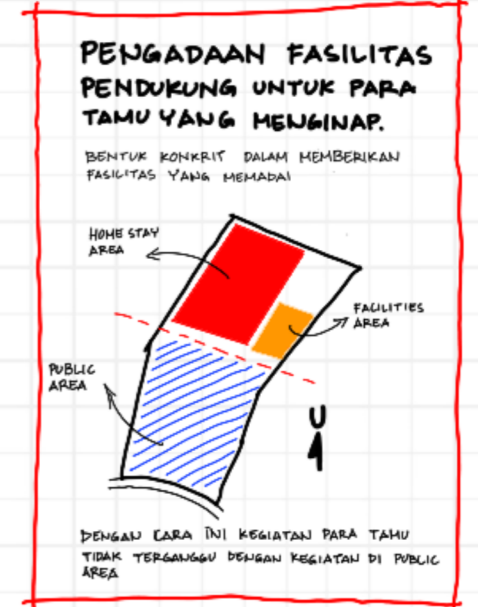 PENGADAAN FASILITAS
PENDUKUNG UNTUK PARA
TAMU YANG MENGINAP.
BENTUK KONKRIT DALAM MEMBERIKAN
FASILITAS YANG MEMADAI
HOME STAY
AREA
FACILITIES
AREA
PUBLIC
AREA
U
DENGAN CARA INI KEGIATAN PARA TAMU
TIDAK TERGANGGU DENGAN KEGIATAN DI PUBLIC
AREA